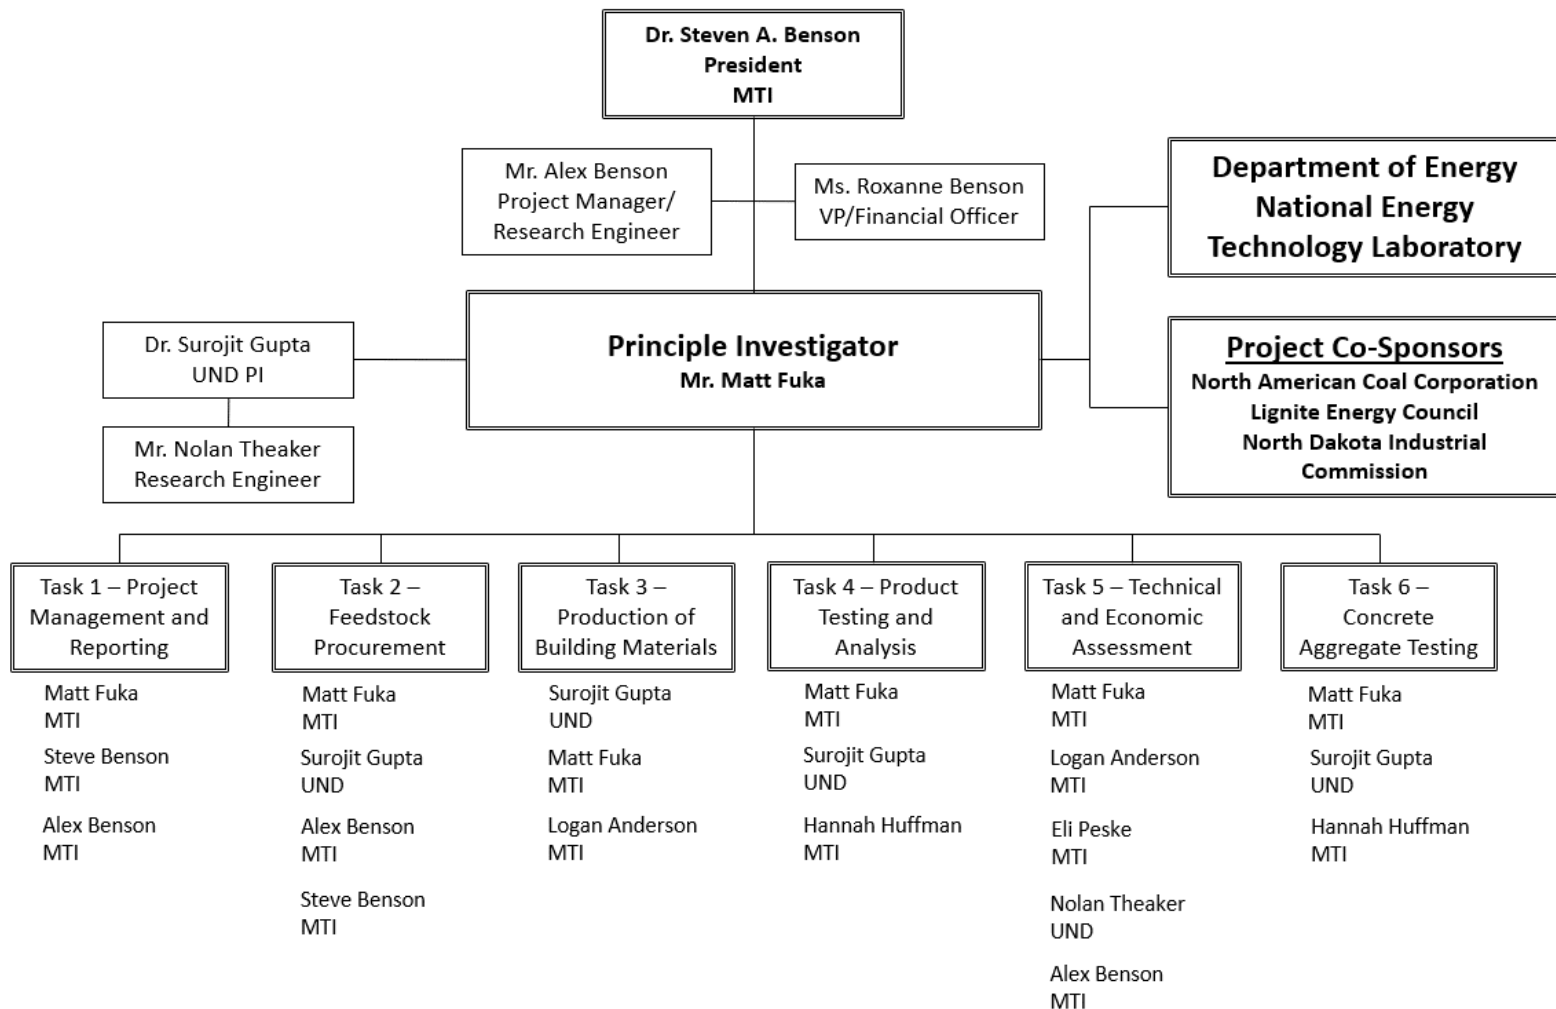 Dr. Steven A. Benson
President
MTI
Mr. Alex Benson
Project Manager/
Research Engineer
Ms. Roxanne Benson
VP/Financial Officer
Department of Energy
National Energy
Technology Laboratory
Principle Investigator
Mr. Matt Fuka
Dr. Surojit Gupta
UND PI
Mr. Nolan Theaker
Research Engineer
Project Co-Sponsors
North American Coal Corporation
Lignite Energy Council
North Dakota Industrial
Commission
Task 1 – Project
Management and
Reporting
Matt Fuka
MTI
Steve Benson
MTI
Alex Benson
MTI
Task 2 –
Feedstock
Procurement
Matt Fuka
MTI
Surojit Gupta
UND
Alex Benson
MTI
Steve Benson
MTI
Task 3 –
Production of
Building Materials
Surojit Gupta
UND
Matt Fuka
MTI
Logan Anderson
MTI
Task 4 – Product
Testing and
Analysis
Matt Fuka
MTI
Surojit Gupta
UND
Hannah Huffman
MTI
Task 5 – Technical
and Economic
Assessment
Matt Fuka
MTI
Logan Anderson
MTI
Eli Peske
MTI
Nolan Theaker
UND
Alex Benson
MTI
Task 6 –
Concrete
Aggregate Testing
Matt Fuka
MTI
Surojit Gupta
UND
Hannah Huffman
MTI